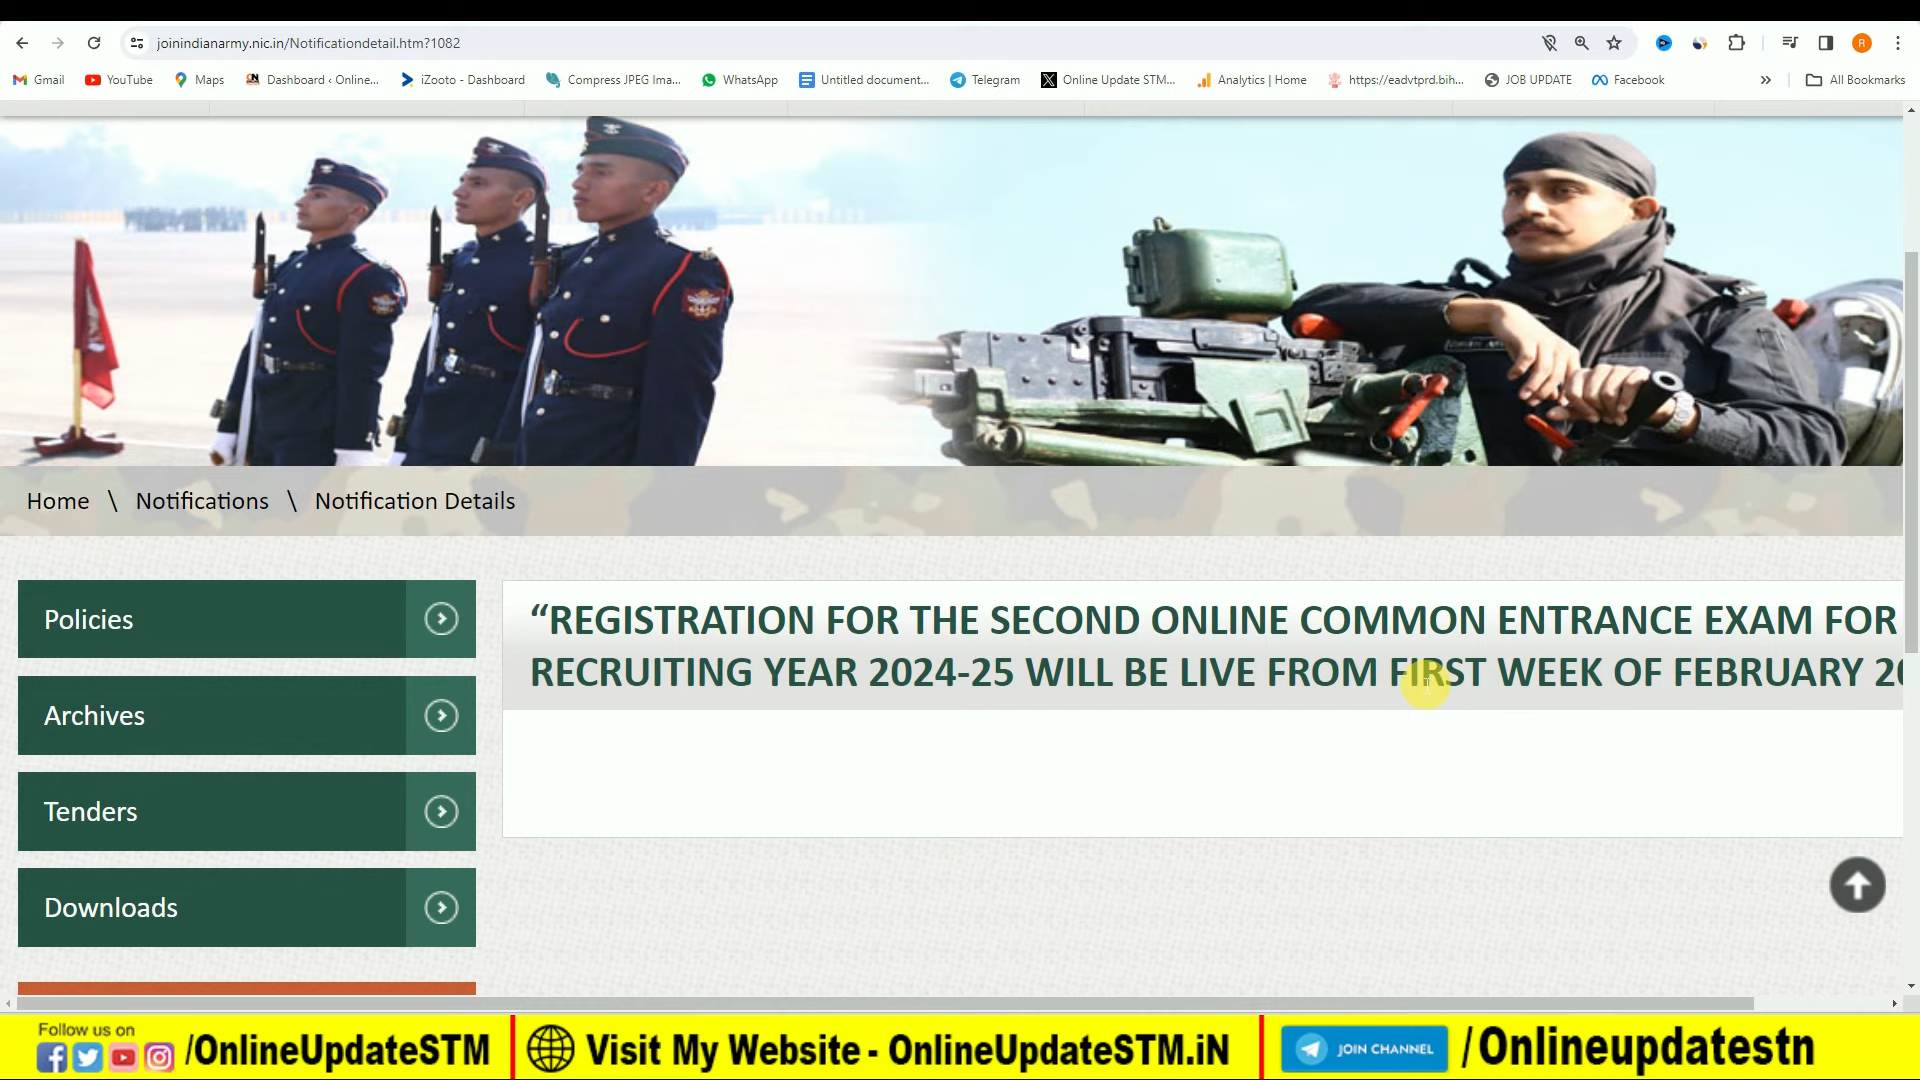 joinindianarmy.nic.in/Notificationdetail.htm?1082
R
Gmail YouTube Maps Dashboard ‹ Online... iZooto - Dashboard Compress JPEG Ima... WhatsApp Untitled document... Telegram Online Update STM... Analytics | Home https://eadvtprd.bih... JOB UPDATE Facebook » All Bookmarks
Home \ Notifications \ Notification Details
Policies
Archives
Tenders
Downloads
“REGISTRATION FOR THE SECOND ONLINE COMMON ENTRANCE EXAM FOR
RECRUITING YEAR 2024-25 WILL BE LIVE FROM FIRST WEEK OF FEBRUARY 20
Follow us on
/OnlineUpdateSTM
Visit My Website - OnlineUpdateSTM.iN
JOIN CHANNEL
/Onlineupdatestn